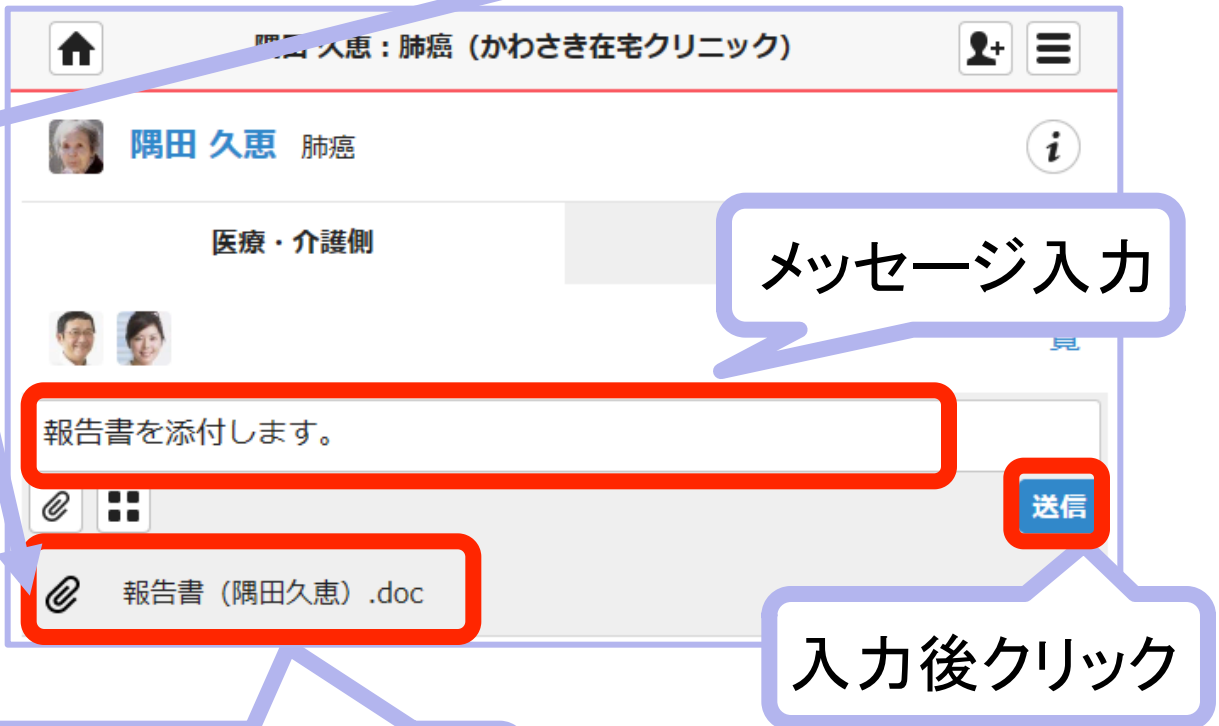 隅田 久恵：肺癌（かわさき在宅クリニック）
隅田 久恵 肺癌
i
医療・介護側
メッセージ入力
覧
報告書を添付します。
送信
報告書（隅田久恵）.doc
入力後クリック